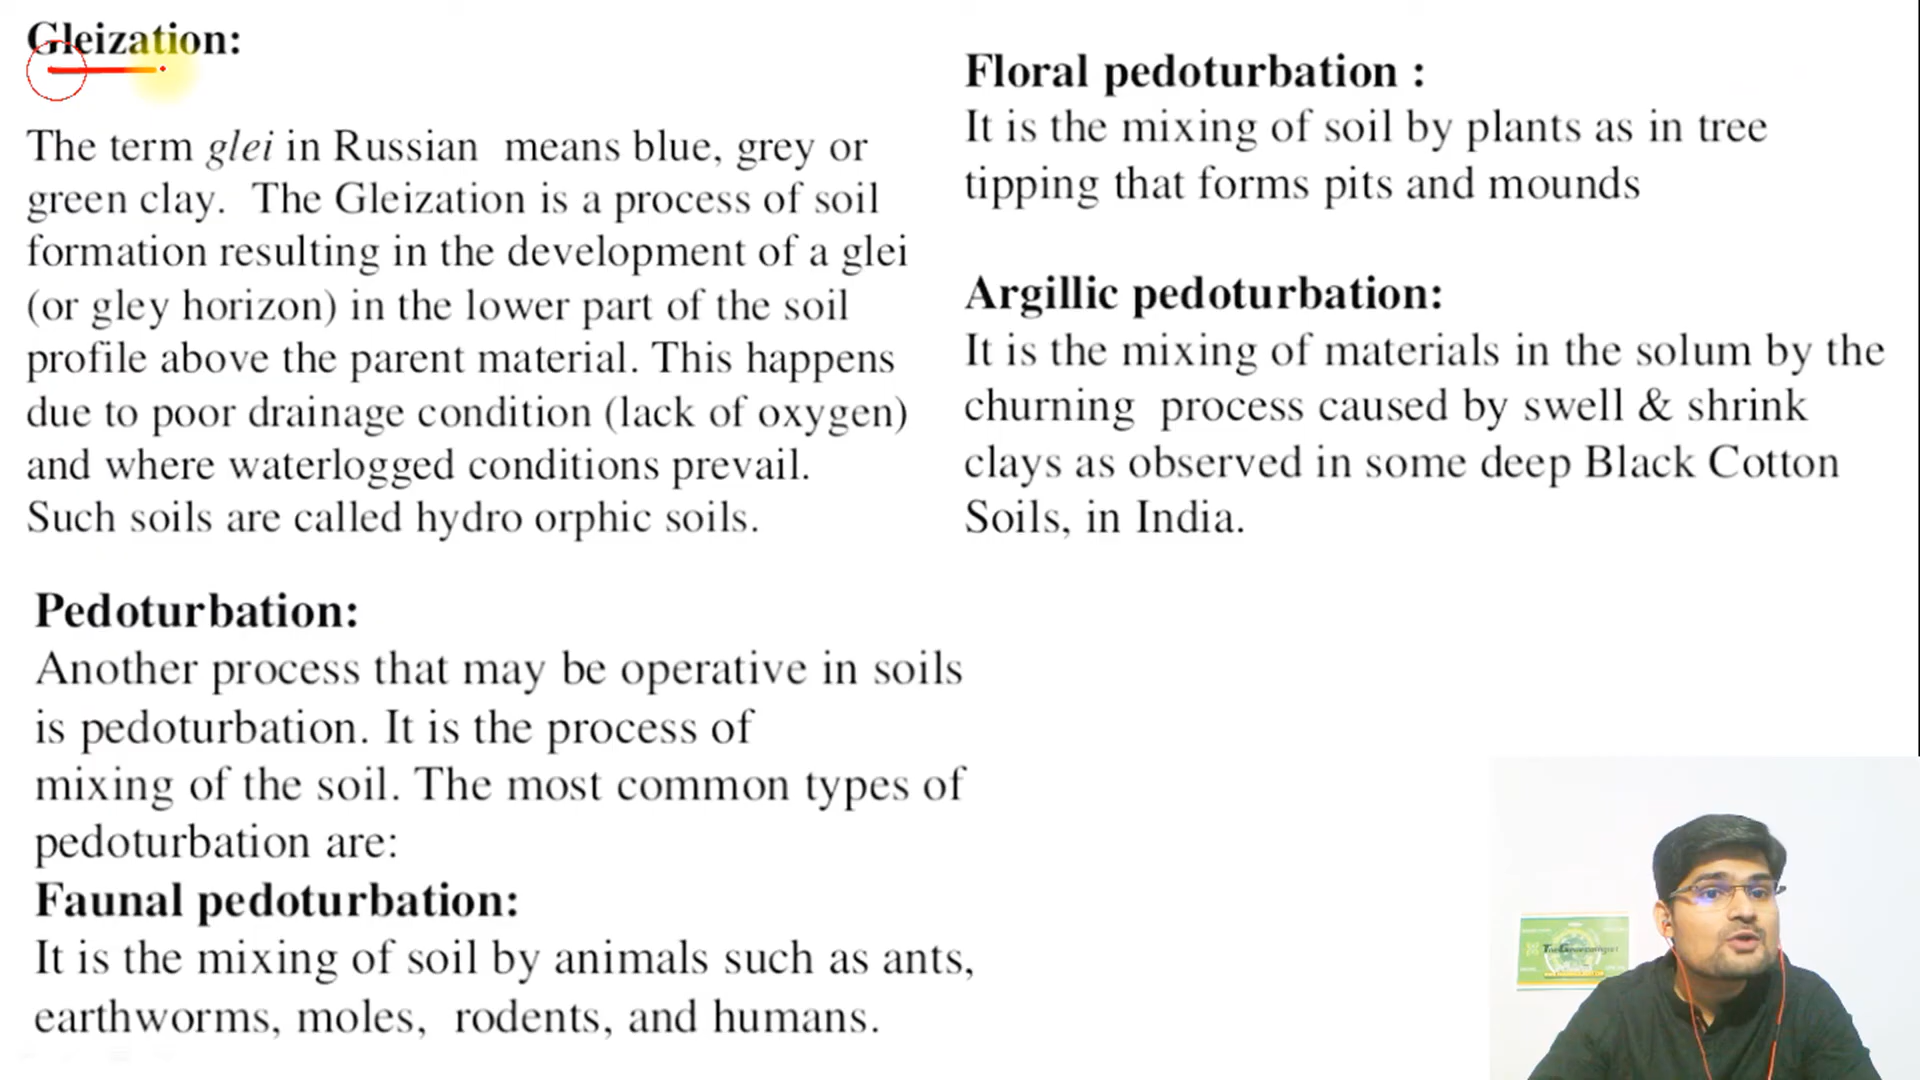 Gleization:
The term glei in Russian means blue, grey or
green clay. The Gleization is a process of soil
formation resulting in the development of a glei
(or gley horizon) in the lower part of the soil
profile above the parent material. This happens
due to poor drainage condition (lack of oxygen)
and where waterlogged conditions prevail.
Such soils are called hydro orphic soils.
Pedoturbation:
Another process that may be operative in soils
is pedoturbation. It is the process of
mixing of the soil. The most common types of
pedoturbation are:
Faunal pedoturbation:
It is the mixing of soil by animals such as ants,
earthworms, moles, rodents, and humans.
Floral pedoturbation :
It is the mixing of soil by plants as in tree
tipping that forms pits and mounds
Argillic pedoturbation:
It is the mixing of materials in the solum by the
churning process caused by swell & shrink
clays as observed in some deep Black Cotton
Soils, in India.